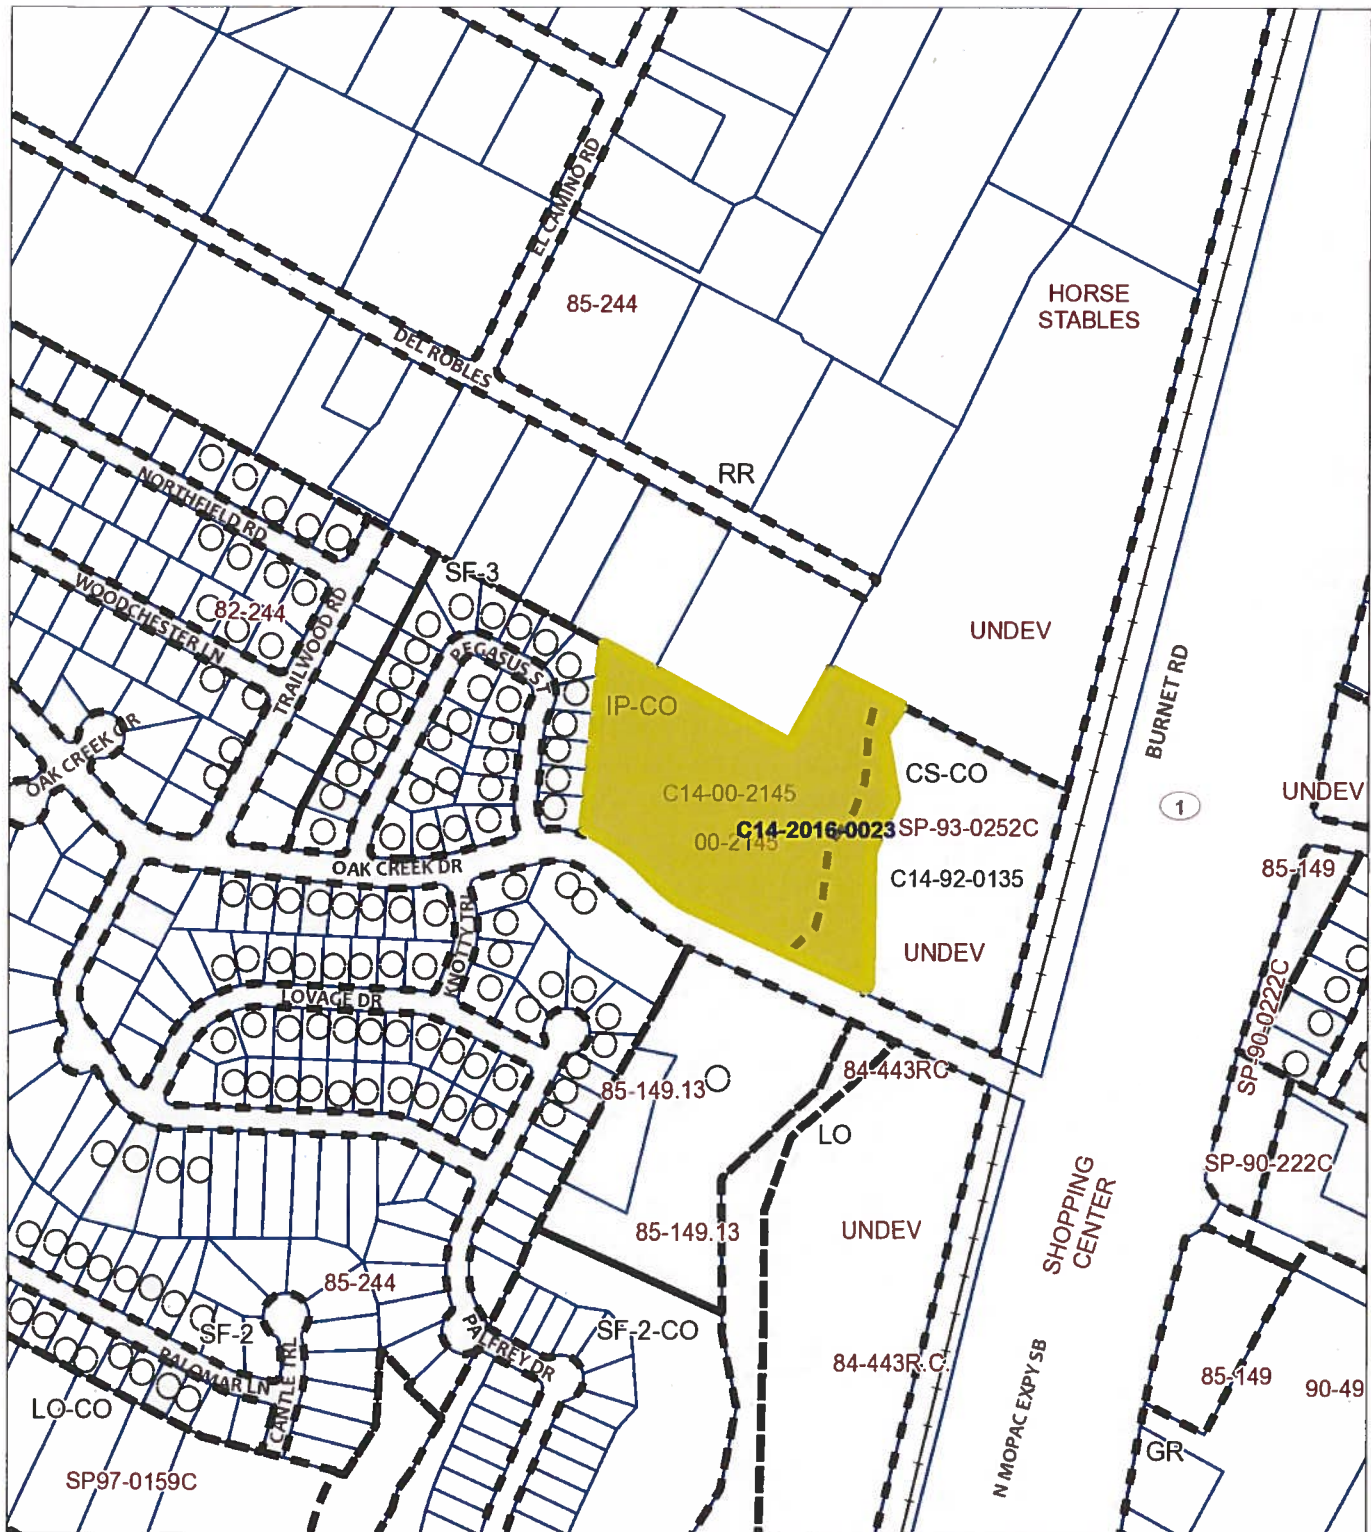 EL CAMINO RD
85-244
HORSE
STABLES
DEL ROBLES
RR
NORTHFIELD RD
SF-3
WOODCHESTER LN
82-244
TRAILWOOD RD
PEGASUS ST
UNDEV
BURNET RD
IP-CO
OAK CREEK CIR
CS-CO
C14-00-2145
UNDEV
1
C14-2016-0023
SP-93-0252C
00-2145
OAK CREEK DR
85-149
C14-92-0135
KNOTTY TRL
UNDEV
LOVAGE DR
SP-90-0222C
84-443RC
85-149.13
LO
SP-90-222C
SHOPPING
CENTER
85-149.13
UNDEV
85-244
SF-2
PALFREY DR
SF-2-CO
PALOMAR LN
CANTLE TRL
84-443R.C.
N MOPAC EXPY SB
85-149
90-49
LO-CO
GR
SP97-0159C